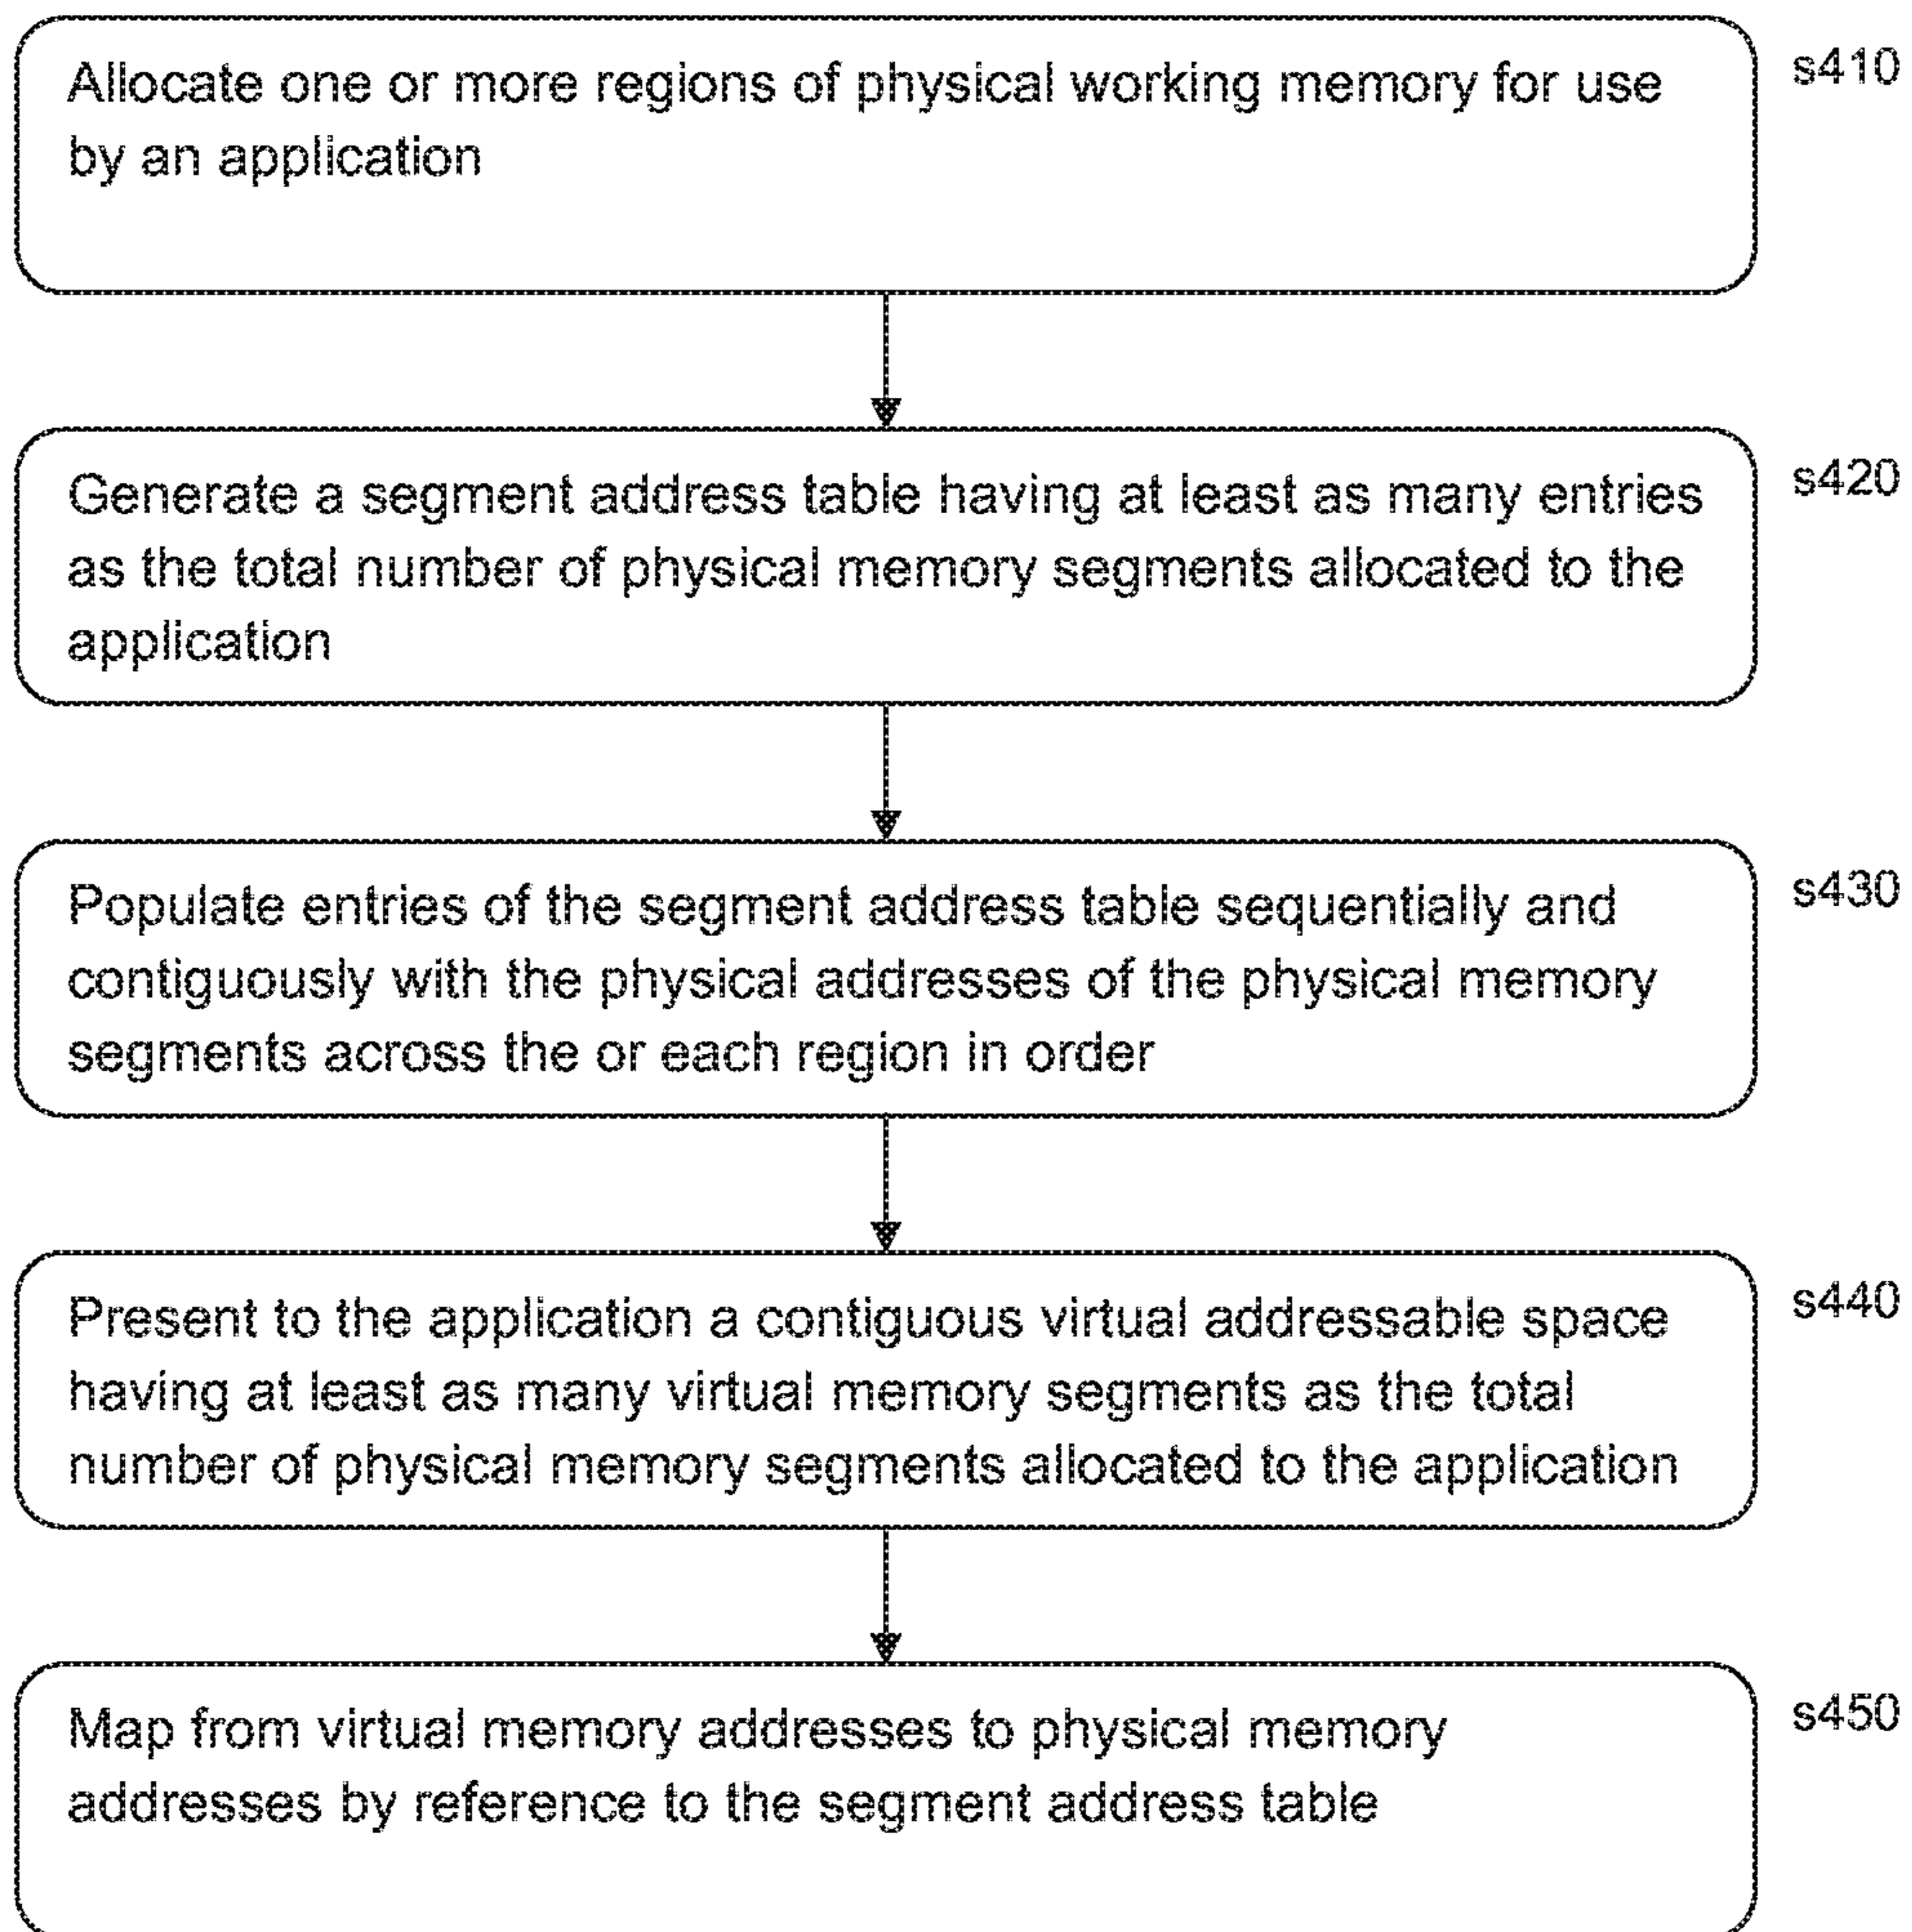 Allocate one or more regions of physical working memory for use
by an application
s410
Generate a segment address table having at least as many entries
as the total number of physical memory segments allocated to the
application
s420
Populate entries of the segment address table sequentially and
contiguously with the physical addresses of the physical memory
segments across the or each region in order
s430
Present to the application a contiguous virtual addressable space
having at least as many virtual memory segments as the total
number of physical memory segments allocated to the application
s440
Map from virtual memory addresses to physical memory
addresses by reference to the segment address table
s450